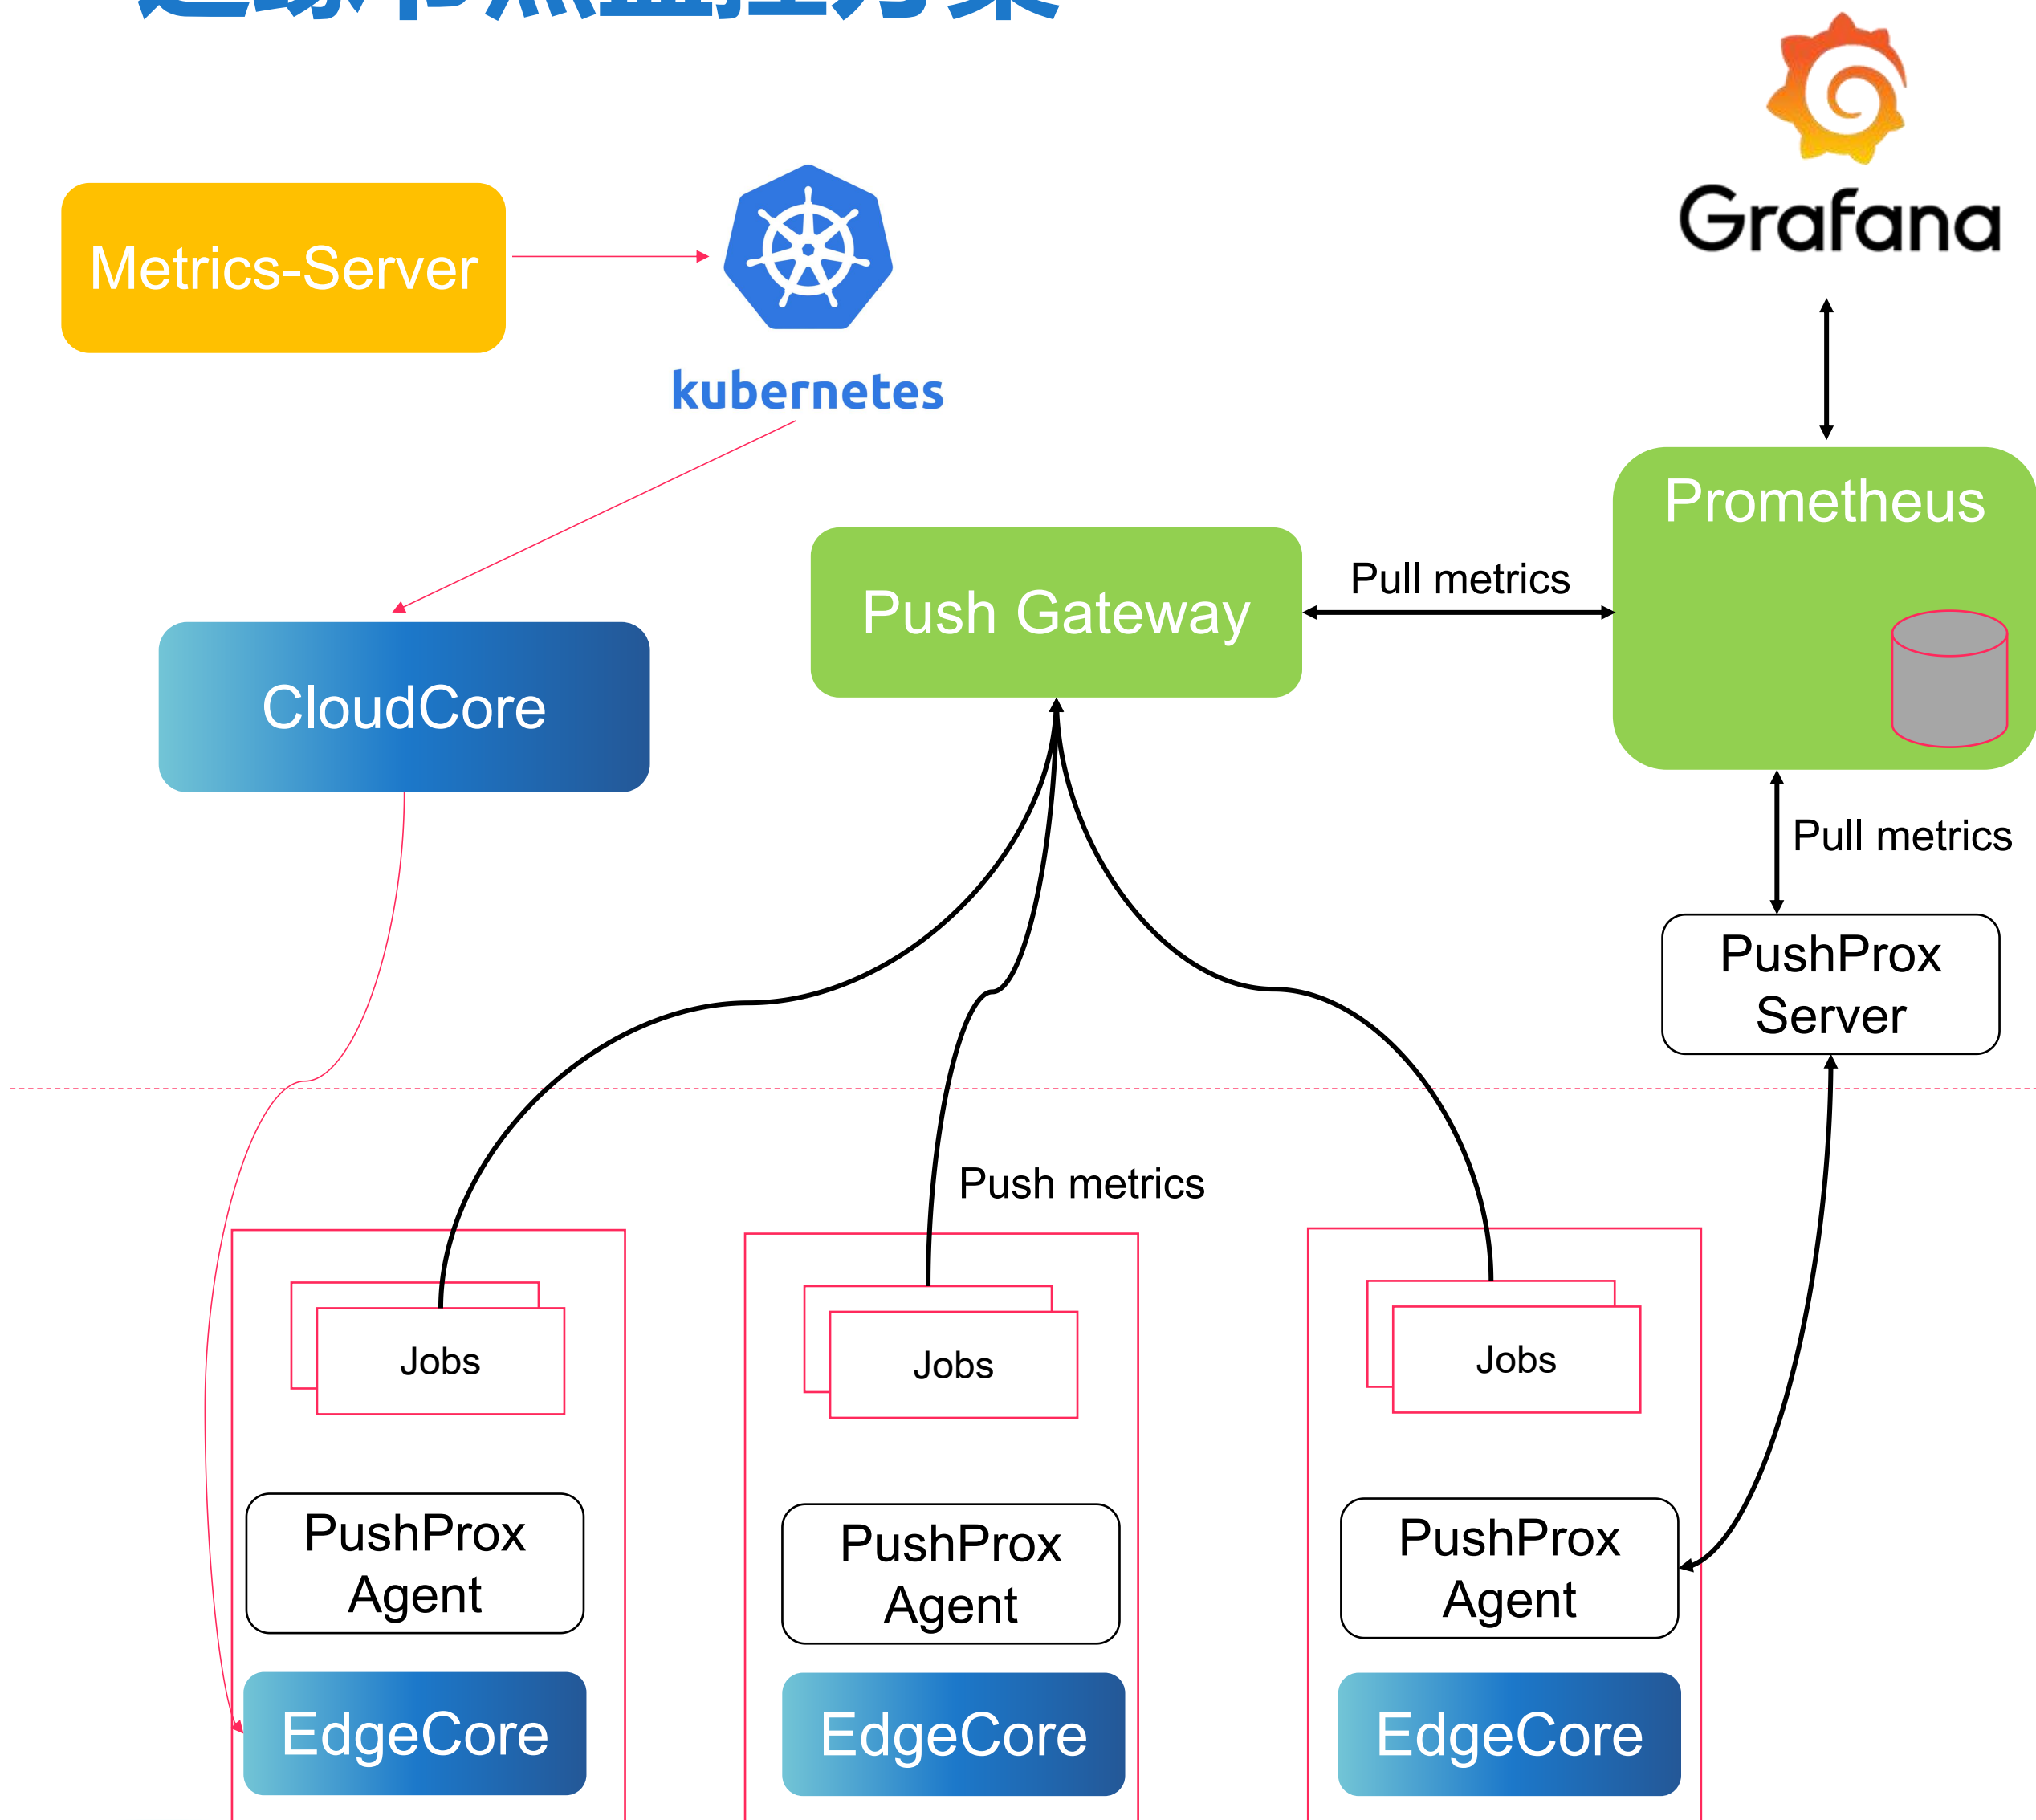 Grafana
Metrics-Server
kubernetes
Prometheus
Push Gateway
Pull metrics
CloudCore
Pull metrics
PushProx
Server
Push metrics
Jobs
Jobs
Jobs
PushProx
Agent
PushProx
Agent
PushProx
Agent
EdgeCore
EdgeCore
EdgeCore